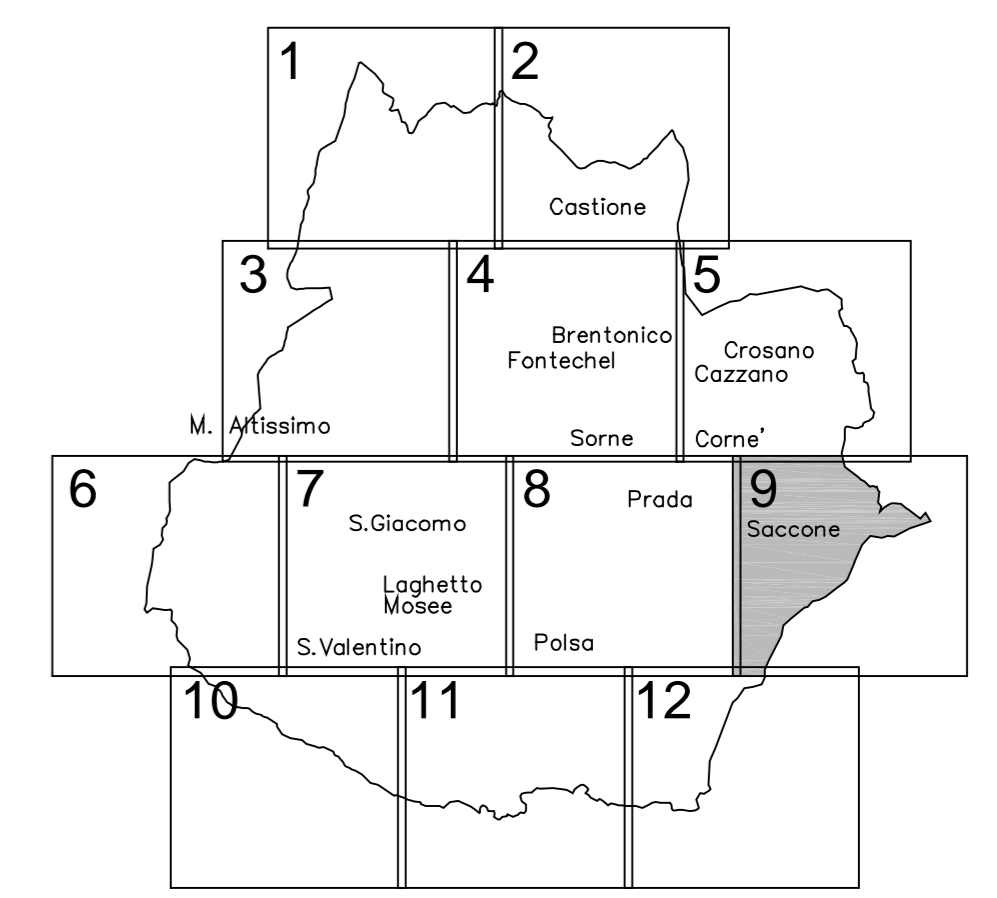 1
2
Castione
3
4
5
Brentonico
Fontechel
Crosano
Cazzano
M. Altissimo
Sorne
Corne'
6
7
8
9
Prada
S.Giacomo
Saccone
Laghetto
Mosee
S.Valentino
Polsa
10
11
12